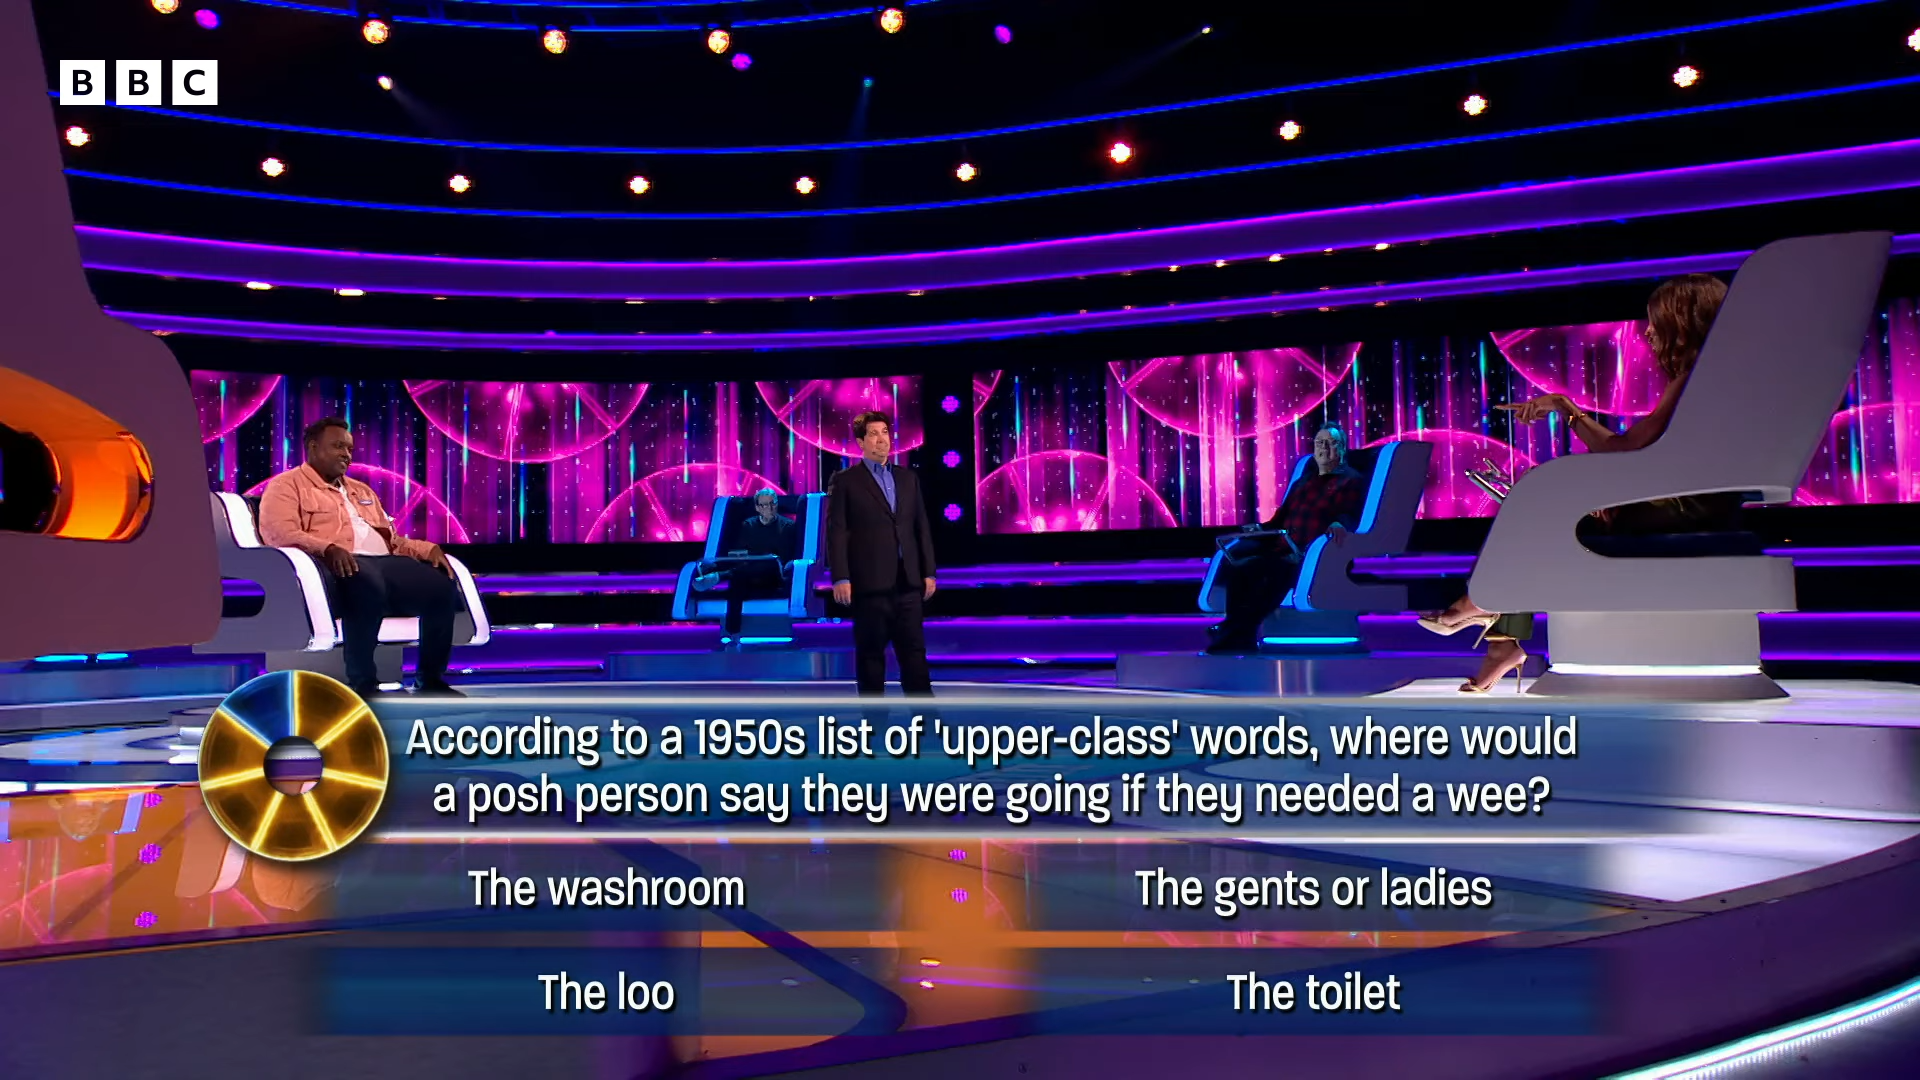 BBC
According to a 1950s list of 'upper-class' words, where would
a posh person say they were going if they needed a wee?
The washroom
The gents or ladies
The loo
The toilet